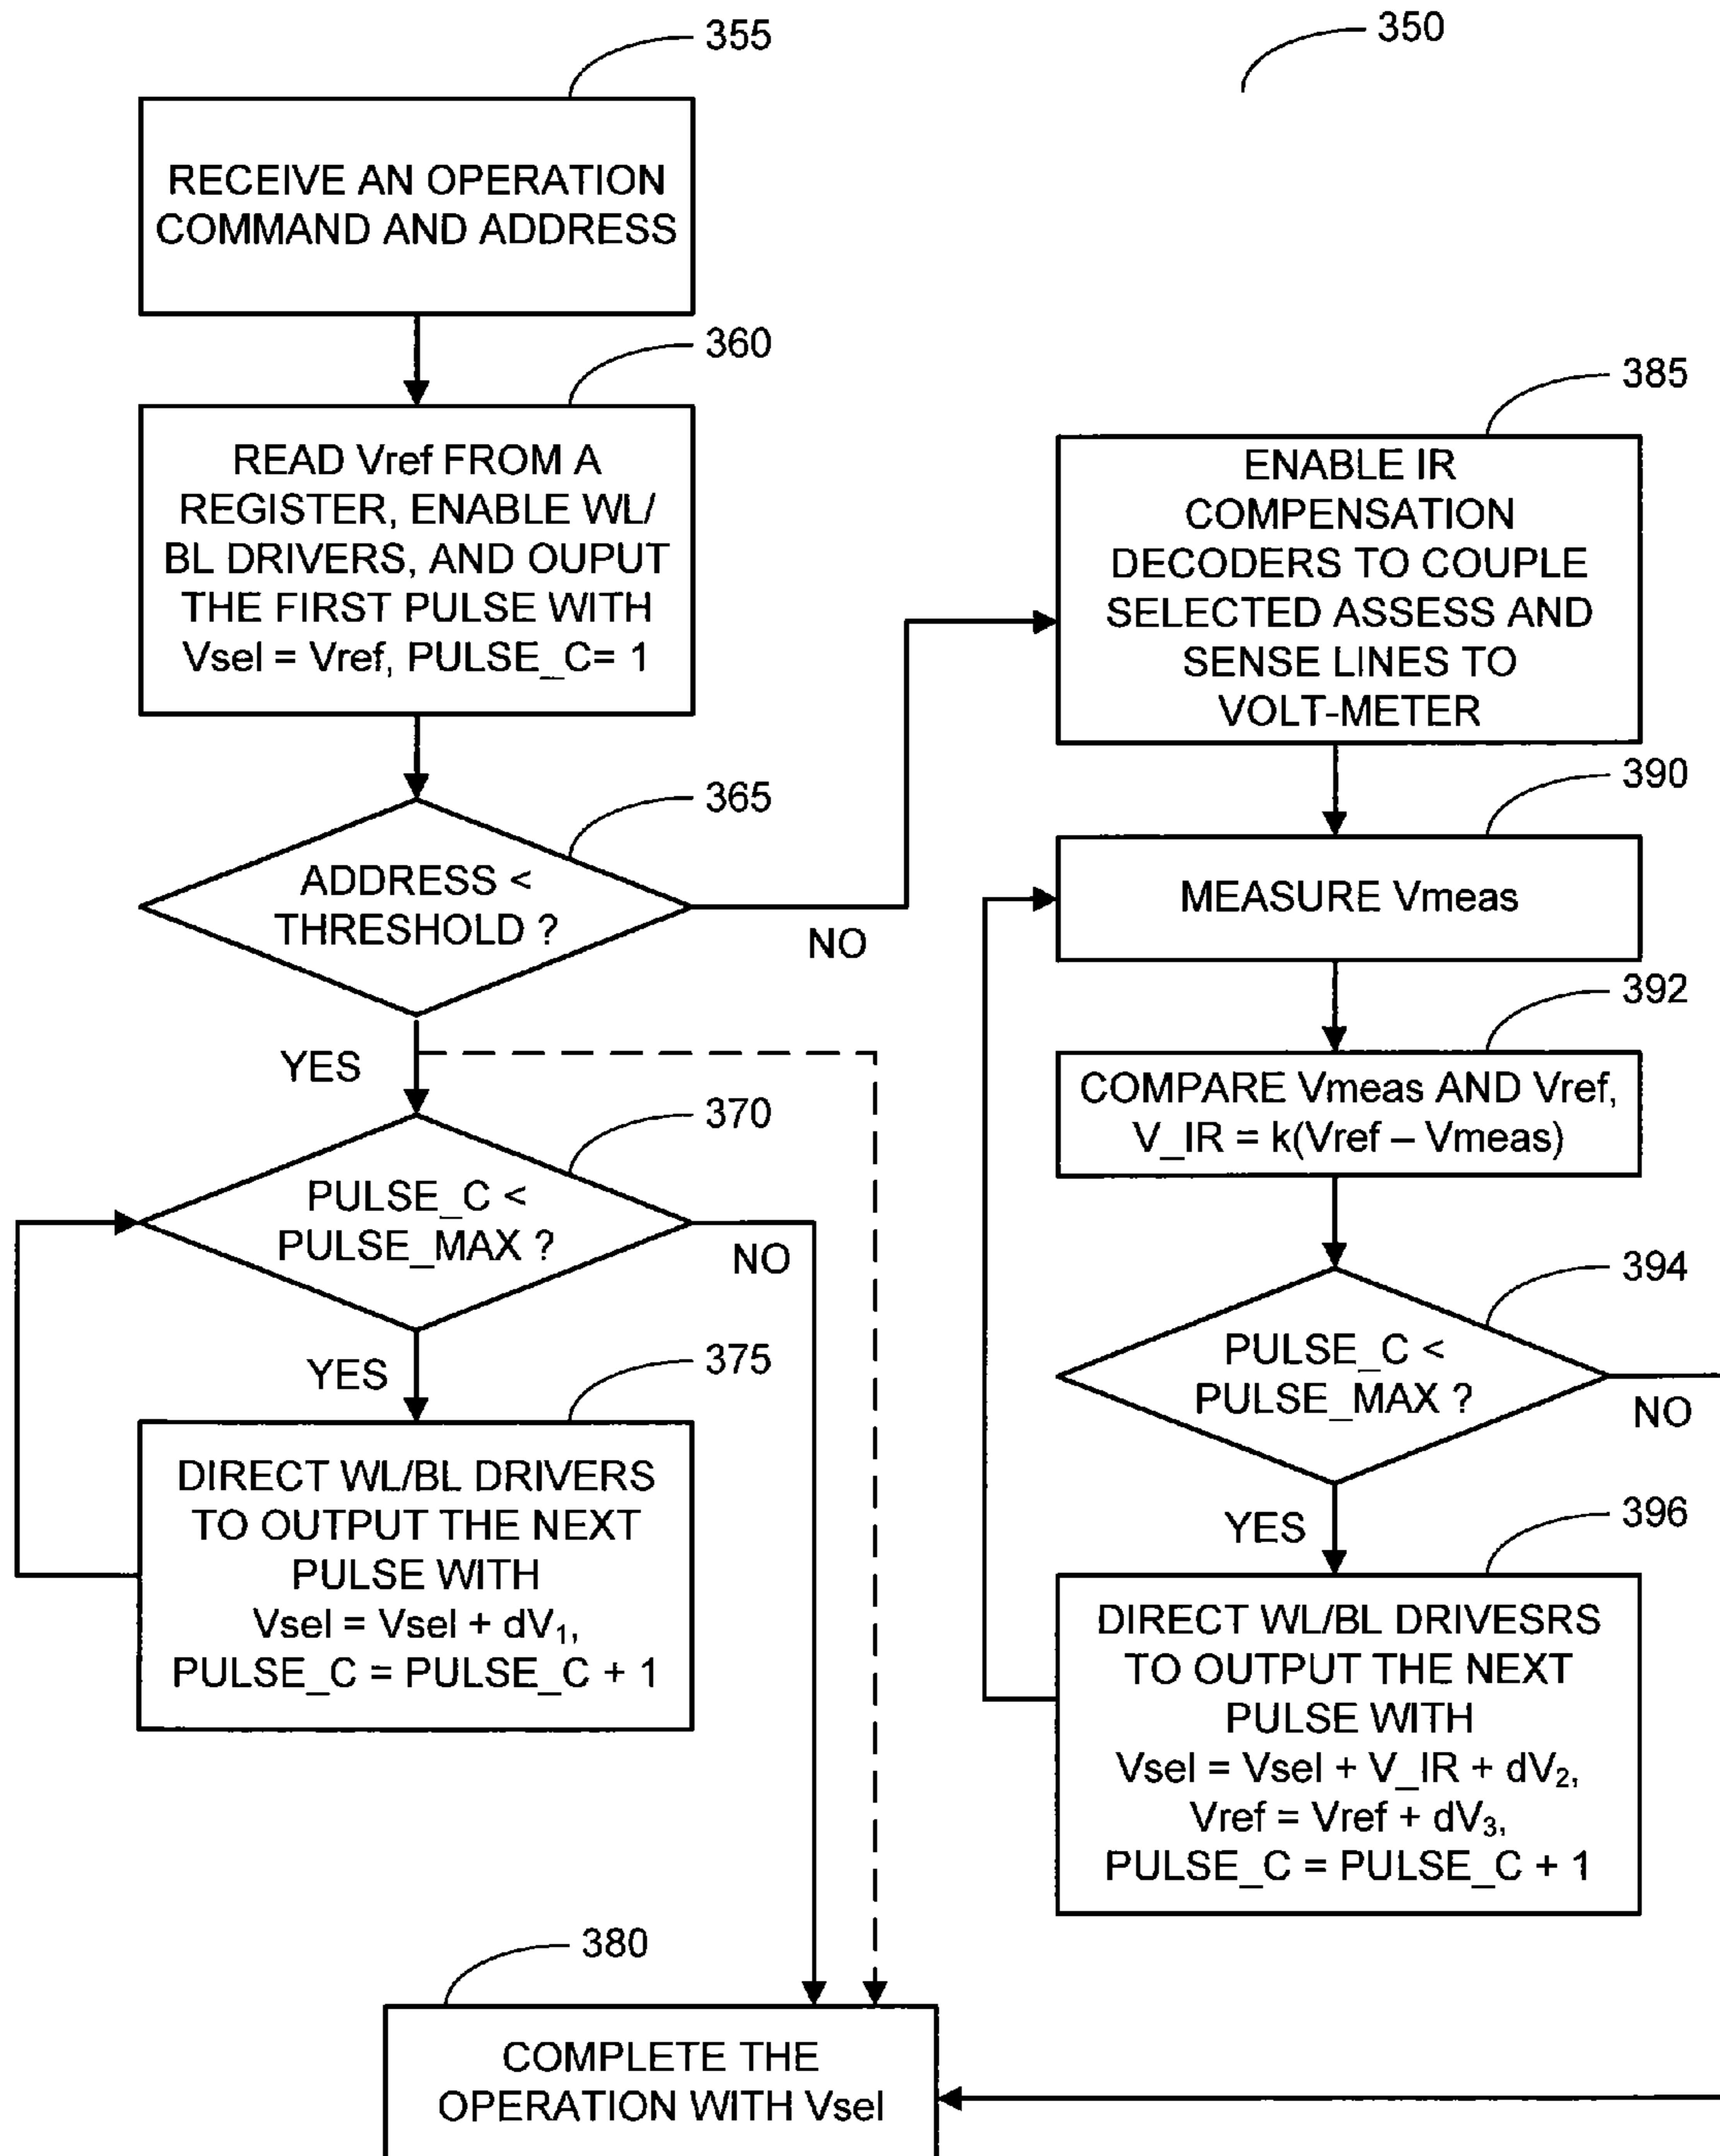 350
355
RECEIVE AN OPERATION
COMMAND AND ADDRESS
360
READ Vref FROM A
REGISTER, ENABLE WL/
BL DRIVERS, AND OUPUT
THE FIRST PULSE WITH
Vsel = Vref, PULSE_C= 1
365
ADDRESS <
THRESHOLD ?
NO
YES
370
PULSE_C <
PULSE_MAX ?
NO
YES
375
DIRECT WL/BL DRIVERS
TO OUTPUT THE NEXT
PULSE WITH
Vsel = Vsel + dV₁,
PULSE_C = PULSE_C + 1
380
COMPLETE THE
OPERATION WITH Vsel
385
ENABLE IR
COMPENSATION
DECODERS TO COUPLE
SELECTED ASSESS AND
SENSE LINES TO
VOLT-METER
390
MEASURE Vmeas
392
COMPARE Vmeas AND Vref,
V_IR = k(Vref – Vmeas)
394
PULSE_C <
PULSE_MAX ?
NO
YES
396
DIRECT WL/BL DRIVESRS
TO OUTPUT THE NEXT
PULSE WITH
Vsel = Vsel + V_IR + dV₂,
Vref = Vref + dV₃,
PULSE_C = PULSE_C + 1